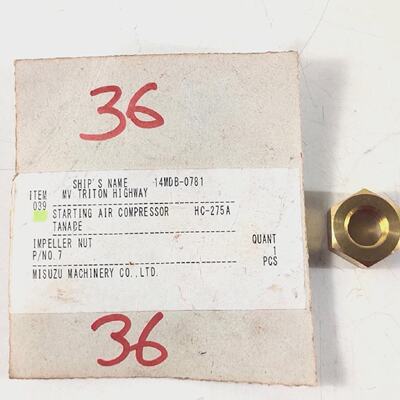 36
SHIP'S NAME 14MDB-0781
ITEM MV TRITON HIGHWAY
039
STARTING AIR COMPRESSOR HC-275A
TANABE
IMPELLER NUT QUANT
P/NO.7 1
PCS
MISUZU MACHINERY CO.,LTD.
36